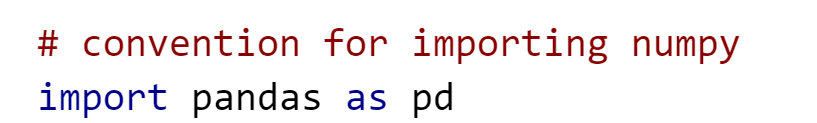 # convention for importing numpy
import pandas as pd